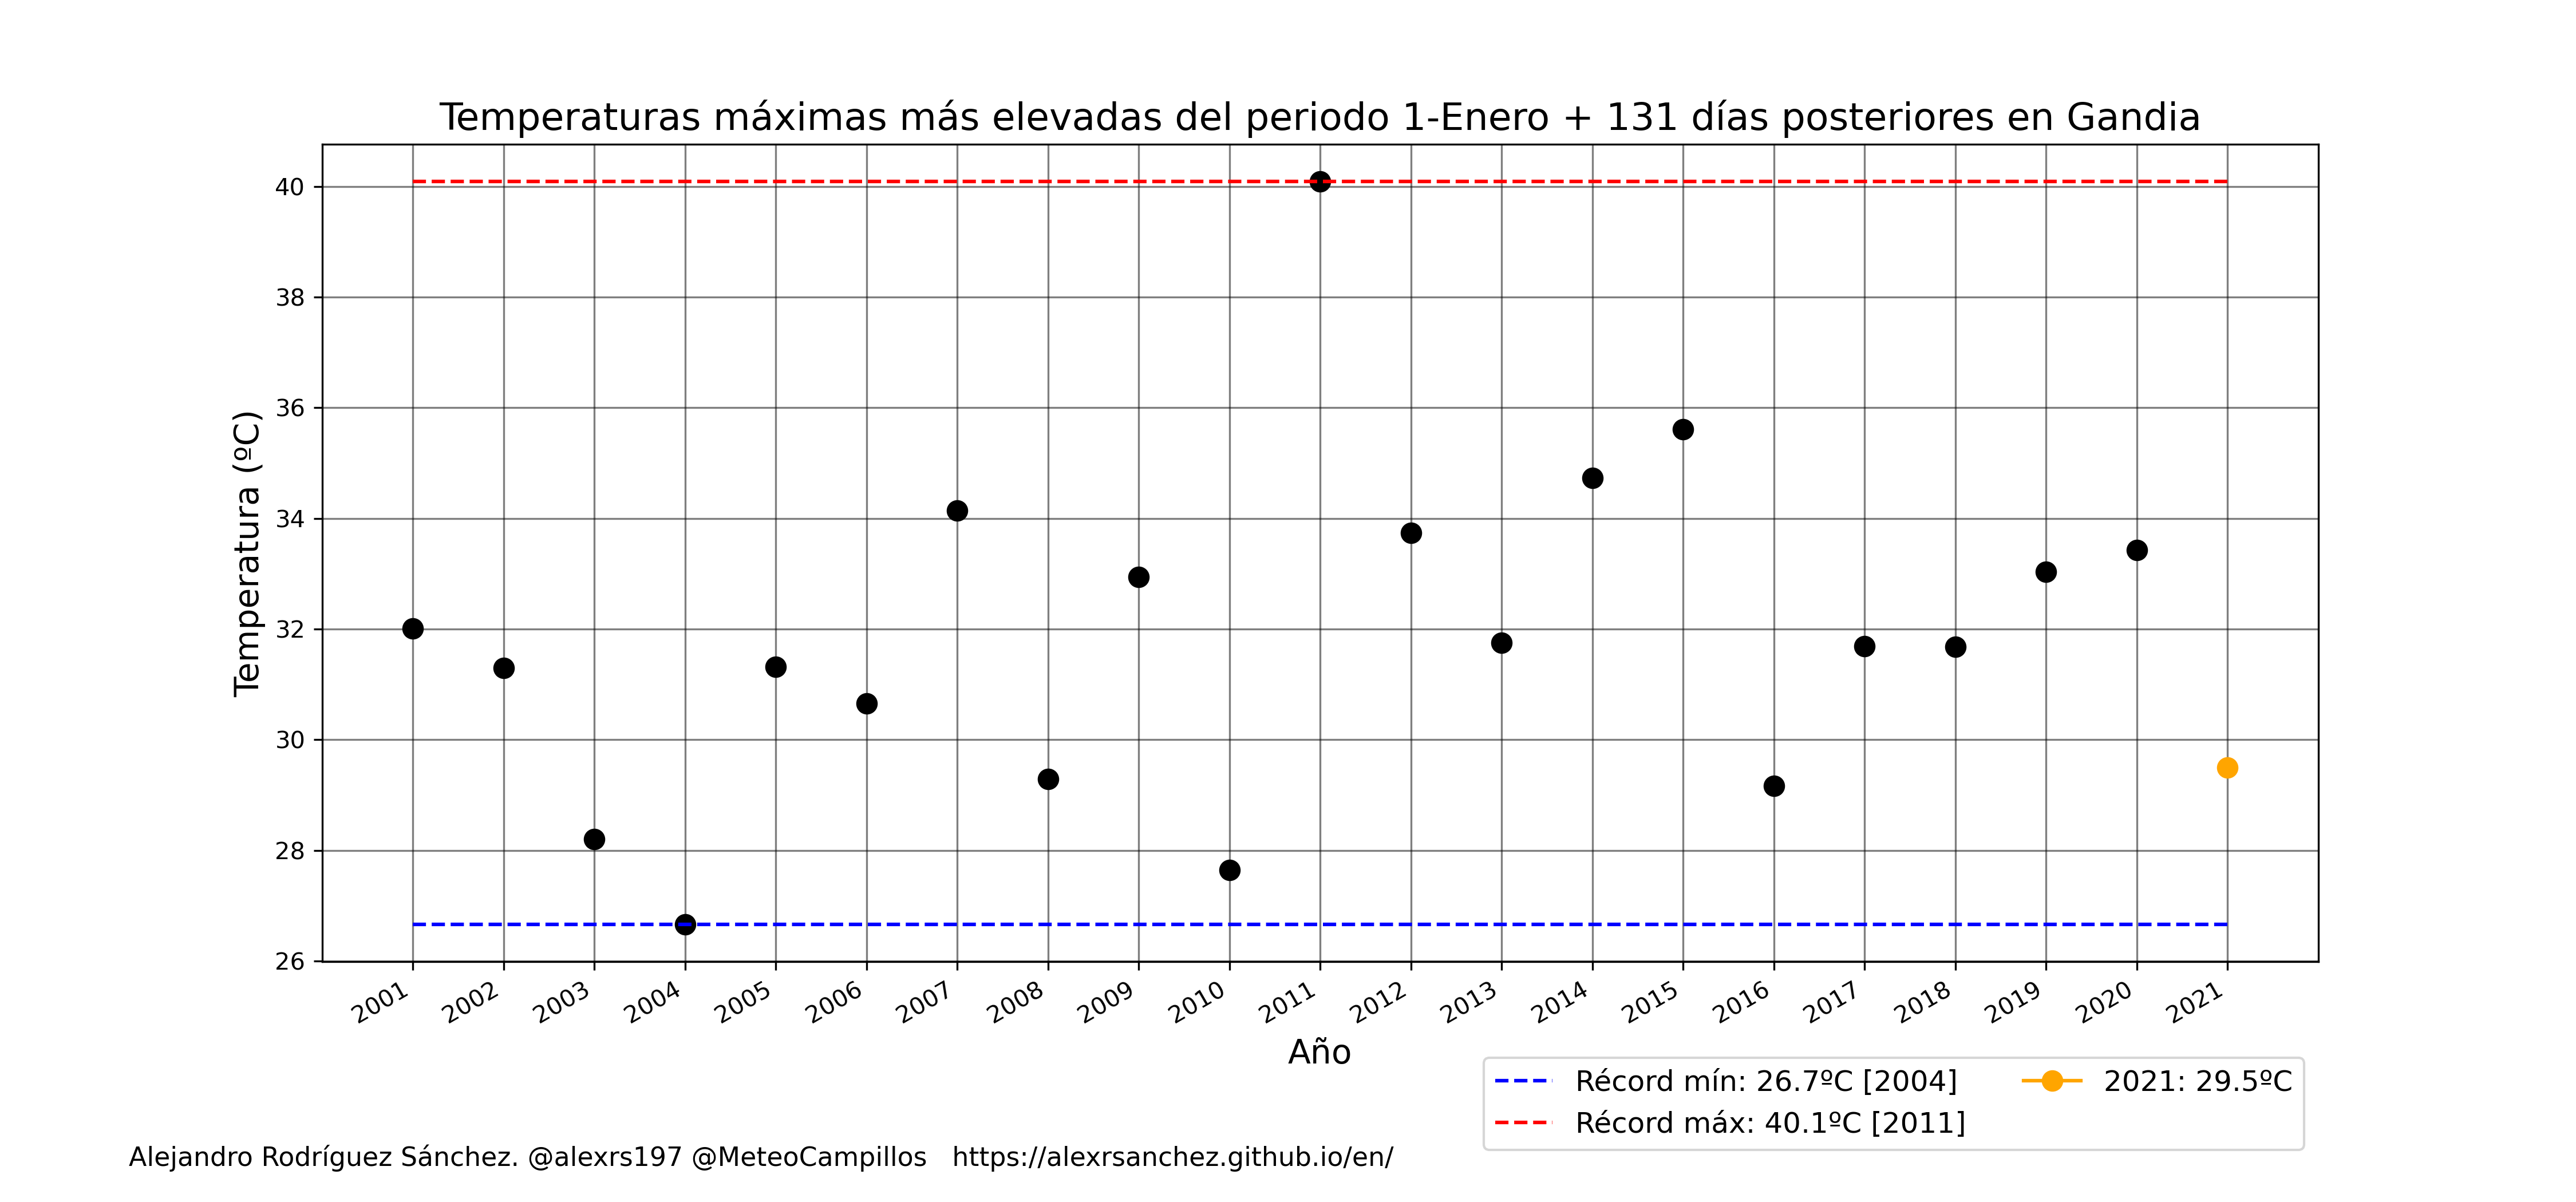 Temperaturas máximas más elevadas del periodo 1-Enero + 131 días posteriores en Gandia
Temperatura (ºC)
40
38
36
34
32
30
28
26
2001 2002 2003 2004 2005 2006 2007 2008 2009 2010 2011 2012 2013 2014 2015 2016 2017 2018 2019 2020 2021
Año
Récord mín: 26.7ºC [2004]
Récord máx: 40.1ºC [2011]
2021: 29.5ºC
Alejandro Rodríguez Sánchez. @alexrs197 @MeteoCampillos https://alexrsanchez.github.io/en/